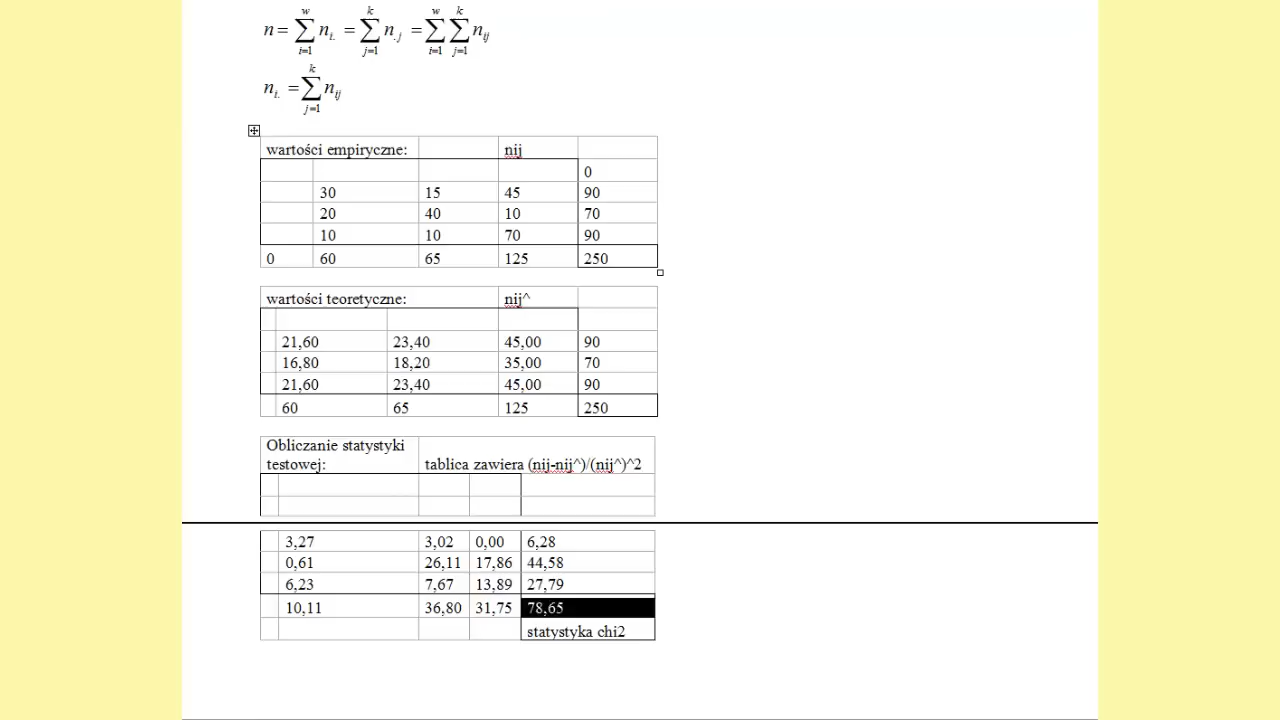 n = \sum_{i=1}^{w} n_{i.} = \sum_{j=1}^{k} n_{.j} = \sum_{i=1}^{w} \sum_{j=1}^{k} n_{ij}
n_{i.} = \sum_{j=1}^{k} n_{ij}
wartości empiryczne: nij
0
30 15 45 90
20 40 10 70
10 10 70 90
0 60 65 125 250
wartości teoretyczne: nij^
21,60 23,40 45,00 90
16,80 18,20 35,00 70
21,60 23,40 45,00 90
60 65 125 250
Obliczanie statystyki
testowej: tablica zawiera (nij-nij^)/(nij^)^2
3,27 3,02 0,00 6,28
0,61 26,11 17,86 44,58
6,23 7,67 13,89 27,79
10,11 36,80 31,75 78,65
statystyka chi2